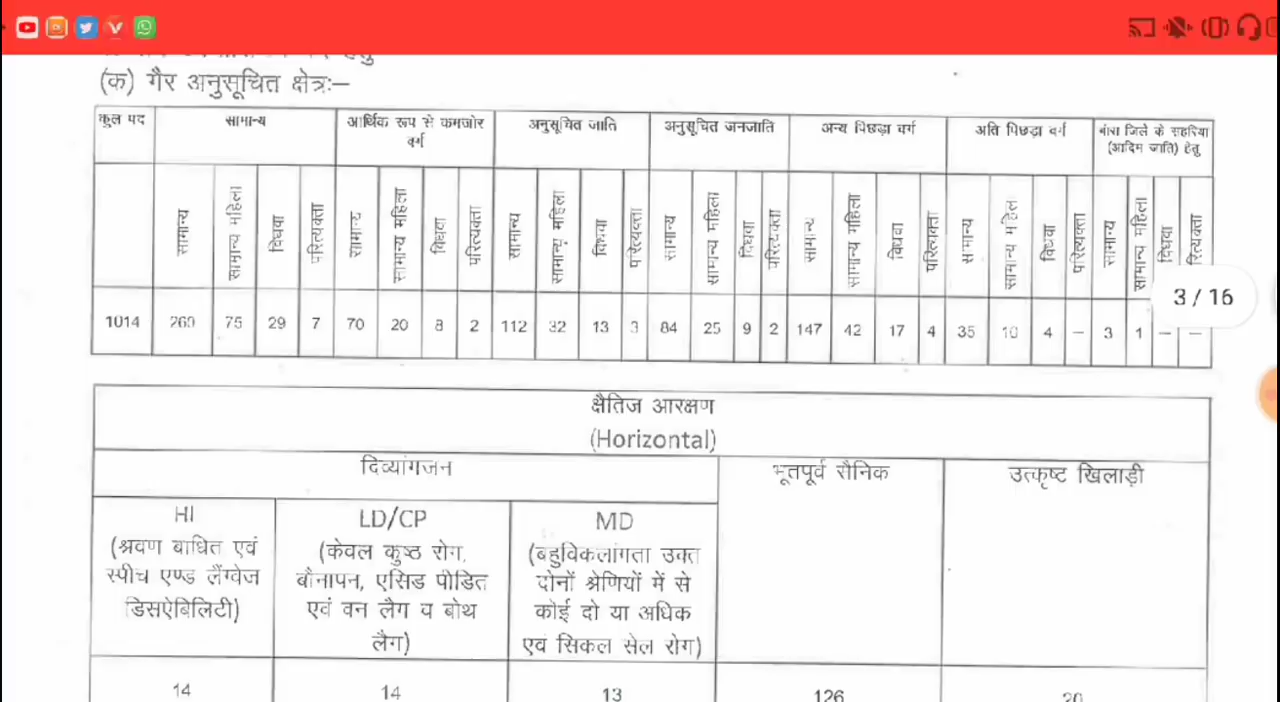 (क) गैर अनुसूचित क्षेत्रः–
कुल पद सामान्य आर्थिक रूप से कमजोर वर्ग अनुसूचित जाति अनुसूचित जनजाति अन्य पिछड़ा वर्ग अति पिछड़ा वर्ग बांरा जिले के सहरिया (आदिम जाति) हेतु
सामान्य सामान्य महिला विधवा परित्यक्ता सामान्य सामान्य महिला विधवा परित्यक्ता सामान्य सामान्य महिला विधवा परित्यक्ता सामान्य सामान्य महिला विधवा परित्यक्ता सामान्य सामान्य महिला विधवा परित्यक्ता सामान्य सामान्य महिल विधवा परित्यक्ता सामान्य सामान्य महिला विधवा
3 / 16
1014 260 75 29 7 70 20 8 2 112 32 13 3 84 25 9 2 147 42 17 4 35 10 4 – 3 1 – –
क्षैतिज आरक्षण
(Horizontal)
दिव्यांगजन भूतपूर्व सैनिक उत्कृष्ट खिलाड़ी
HI LD/CP MD
(श्रवण बाधित एवं (केवल कुष्ठ रोग, (बहुविकलांगता उक्त
स्पीच एण्ड लैंग्वेज बौनापन, एसिड पीडित दोनों श्रेणियों में से
डिसऐबिलिटी) एवं वन लैग व बोथ कोई दो या अधिक
लैग) एवं सिकल सेल रोग)
14 14 13 126 20